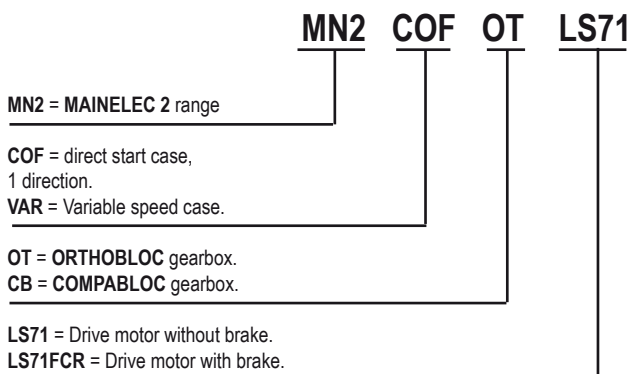 MN2 COF OT LS71
MN2 = MAINELEC 2 range
COF = direct start case,
1 direction.
VAR = Variable speed case.
OT = ORTHOBLOC gearbox.
CB = COMPABLOC gearbox.
LS71 = Drive motor without brake.
LS71FCR = Drive motor with brake.